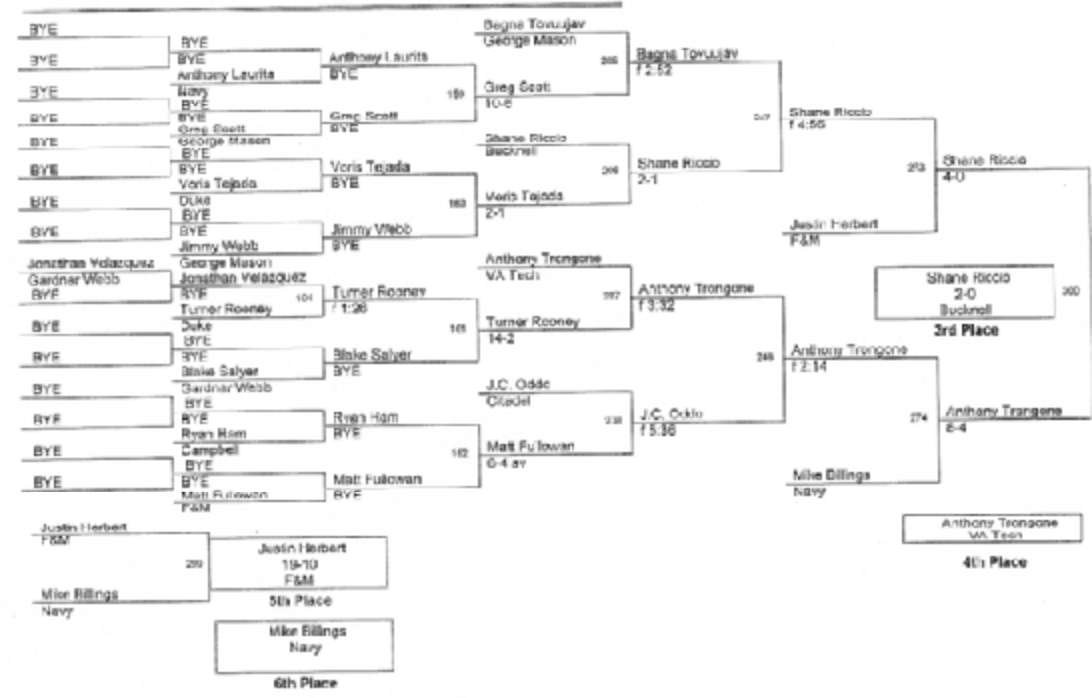 BYE
BYE
BYE
BYE
BYE
BYE
BYE
BYE
Jonathan Velazquez
Gardner Webb
BYE
BYE
BYE
BYE
BYE
BYE
BYE
BYE
BYE
Anthony Laurita
Navy
BYE
BYE
Greg Scott
George Mason
BYE
BYE
Voris Tejada
Duke
BYE
BYE
Jimmy Webb
George Mason
Jonathan Velazquez
BYE
101
Turner Rooney
Duke
BYE
BYE
Blake Salyer
Gardner Webb
BYE
BYE
Ryan Ham
Campbell
BYE
BYE
Matt Fullowan
F&M
Anthony Laurita
BYE
159
Greg Scott
BYE
Voris Tejada
BYE
160
Jimmy Webb
BYE
Turner Rooney
f 1:26
Blake Salyer
BYE
Ryan Ham
BYE
162
Matt Fullowan
BYE
Bagna Tovuujav
George Mason
205
Greg Scott
10-6
Shane Riccio
Bucknell
206
Voris Tejada
2-1
Anthony Trongone
VA Tech
207
Turner Rooney
14-2
J.C. Oddo
Citadel
Matt Fullowan
6-4 sv
Bagna Tovuujav
f 2:52
Shane Riccio
2-1
Anthony Trongone
f 3:32
J.C. Oddo
f 5:36
Shane Riccio
f 4:56
273
Justin Herbert
F&M
Anthony Trongone
f 2:14
274
Mike Billings
Navy
Shane Riccio
4-0
300
Anthony Trongone
Shane Riccio
2-0
Bucknell
3rd Place
Anthony Trongone
VA Tech
4th Place
Justin Herbert
F&M
299
Mike Billings
Navy
Justin Herbert
19-10
F&M
5th Place
Mike Billings
Navy
6th Place